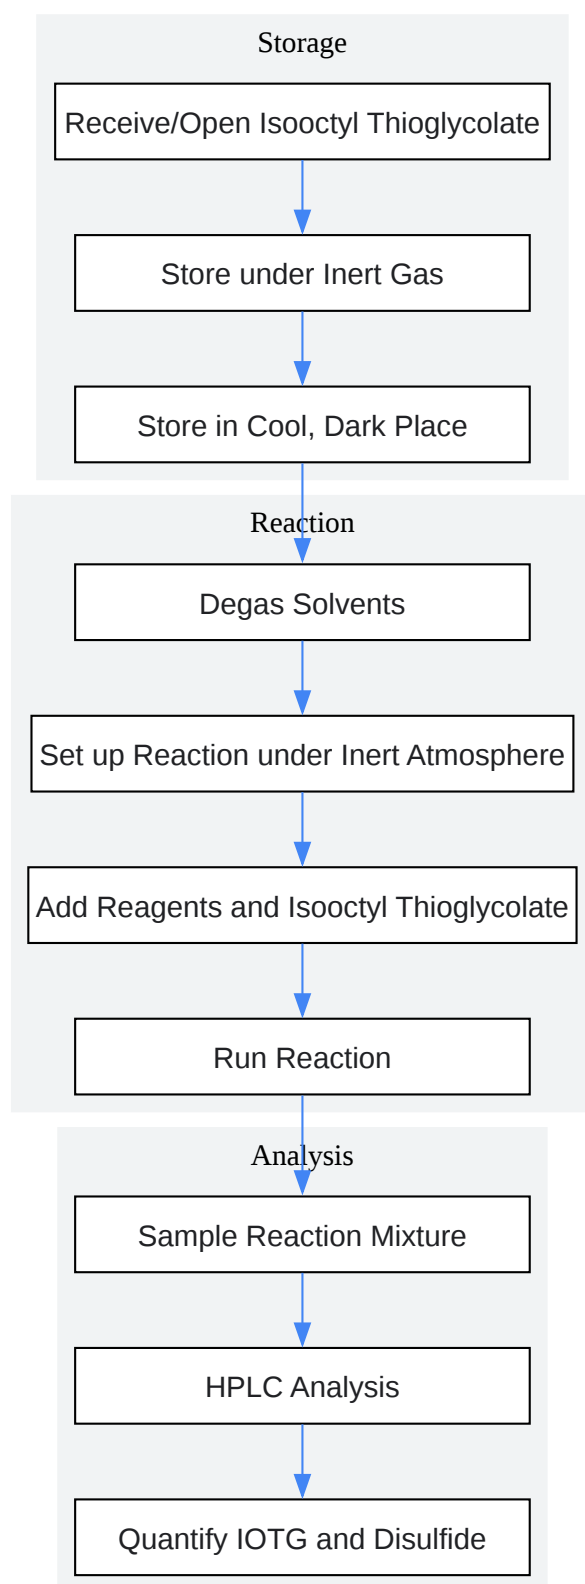 Storage
Receive/Open Isooctyl Thioglycolate
Store under Inert Gas
Store in Cool, Dark Place
Reaction
Degas Solvents
Set up Reaction under Inert Atmosphere
Add Reagents and Isooctyl Thioglycolate
Run Reaction
Analysis
Sample Reaction Mixture
HPLC Analysis
Quantify IOTG and Disulfide